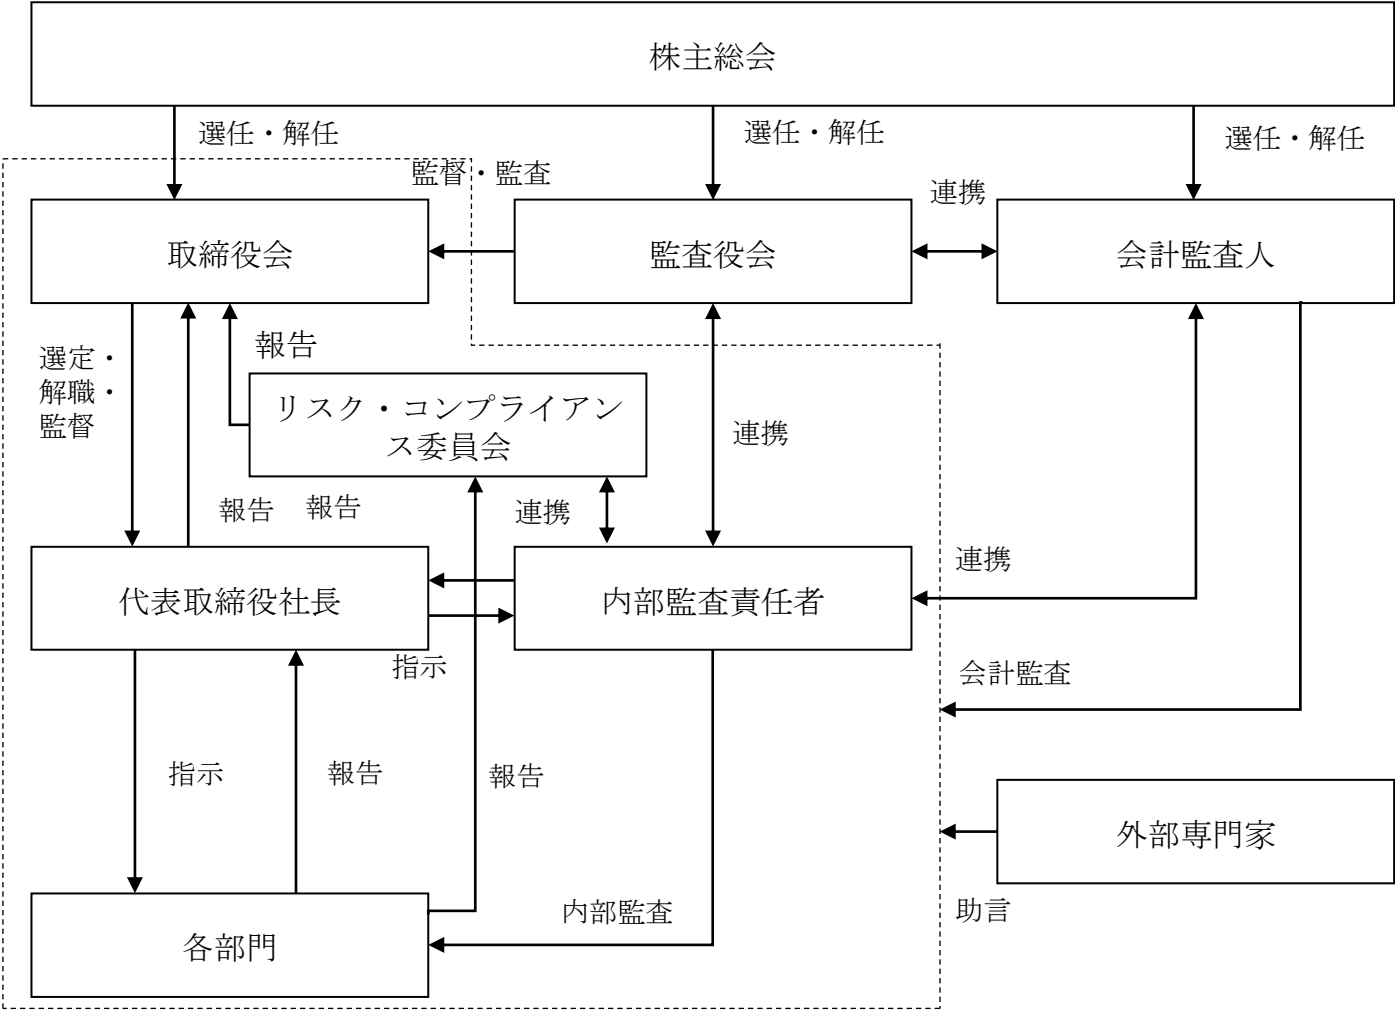 株主総会
選任・解任
選任・解任
選任・解任
監督・監査
連携
取締役会
監査役会
会計監査人
報告
選定・
解職・
監督
リスク・コンプライアン
ス委員会
連携
報告
報告
連携
連携
代表取締役社長
内部監査責任者
指示
会計監査
指示
報告
報告
外部専門家
内部監査
助言
各部門